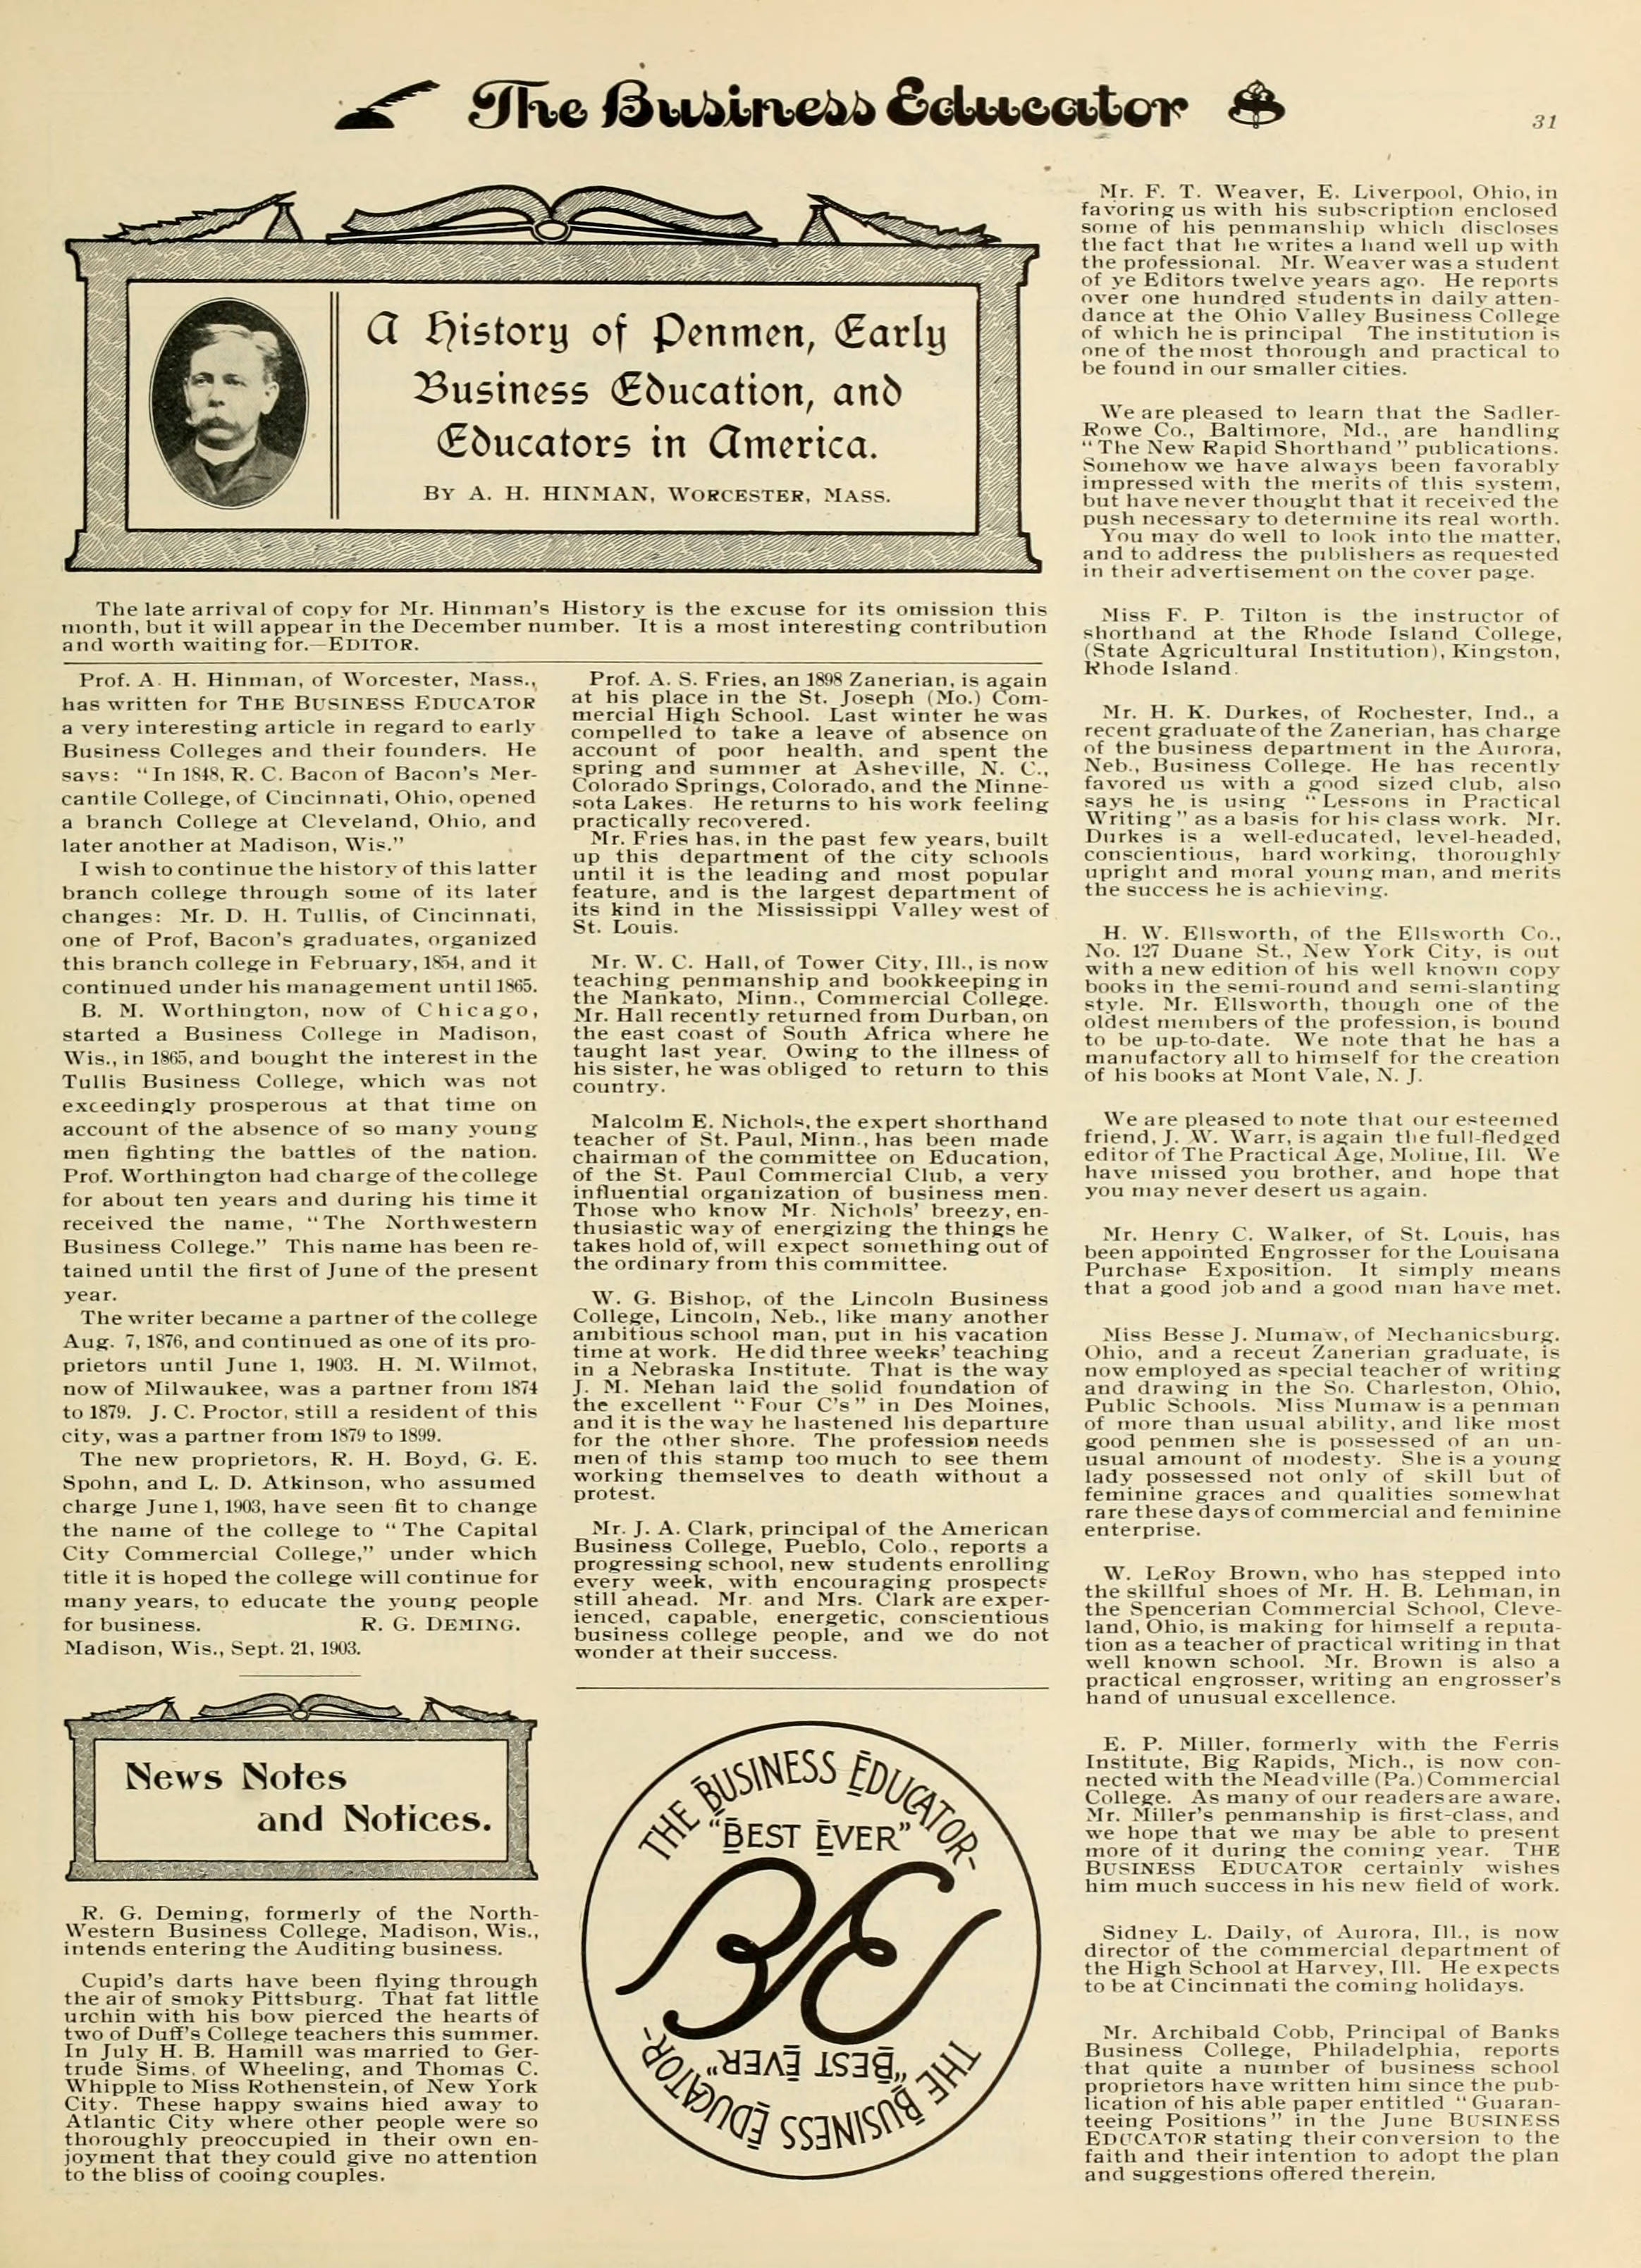 The Business Educator
31
A History of Penmen, Early
Business Education, and
Educators in America.
BY A. H. HINMAN, WORCESTER, MASS.
The late arrival of copy for Mr. Hinman's History is the excuse for its omission this
month, but it will appear in the December number. It is a most interesting contribution
and worth waiting for.—EDITOR.
Prof. A. H. Hinman, of Worcester, Mass.,
has written for THE BUSINESS EDUCATOR
a very interesting article in regard to early
Business Colleges and their founders. He
says: "In 1848, R. C. Bacon of Bacon's Mer-
cantile College, of Cincinnati, Ohio, opened
a branch College at Cleveland, Ohio, and
later another at Madison, Wis."
I wish to continue the history of this latter
branch college through some of its later
changes: Mr. D. H. Tullis, of Cincinnati,
one of Prof, Bacon's graduates, organized
this branch college in February, 1854, and it
continued under his management until 1865.
B. M. Worthington, now of Chicago,
started a Business College in Madison,
Wis., in 1865, and bought the interest in the
Tullis Business College, which was not
exceedingly prosperous at that time on
account of the absence of so many young
men fighting the battles of the nation.
Prof. Worthington had charge of the college
for about ten years and during his time it
received the name, "The Northwestern
Business College." This name has been re-
tained until the first of June of the present
year.
The writer became a partner of the college
Aug. 7, 1876, and continued as one of its pro-
prietors until June 1, 1903. H. M. Wilmot,
now of Milwaukee, was a partner from 1874
to 1879. J. C. Proctor, still a resident of this
city, was a partner from 1879 to 1899.
The new proprietors, R. H. Boyd, G. E.
Spohn, and L. D. Atkinson, who assumed
charge June 1, 1903, have seen fit to change
the name of the college to "The Capital
City Commercial College," under which
title it is hoped the college will continue for
many years, to educate the young people
for business. R. G. DEMING.
Madison, Wis., Sept. 21, 1903.
News Notes
and Notices.
R. G. Deming, formerly of the North-
Western Business College, Madison, Wis.,
intends entering the Auditing business.
Cupid's darts have been flying through
the air of smoky Pittsburg. That fat little
urchin with his bow pierced the hearts of
two of Duff's College teachers this summer.
In July H. B. Hamill was married to Ger-
trude Sims, of Wheeling, and Thomas C.
Whipple to Miss Rothenstein, of New York
City. These happy swains hied away to
Atlantic City where other people were so
thoroughly preoccupied in their own en-
joyment that they could give no attention
to the bliss of cooing couples.
Prof. A. S. Fries, an 1898 Zanerian, is again
at his place in the St. Joseph (Mo.) Com-
mercial High School. Last winter he was
compelled to take a leave of absence on
account of poor health, and spent the
spring and summer at Asheville, N. C.,
Colorado Springs, Colorado, and the Minne-
sota Lakes. He returns to his work feeling
practically recovered.
Mr. Fries has, in the past few years, built
up this department of the city schools
until it is the leading and most popular
feature, and is the largest department of
its kind in the Mississippi Valley west of
St. Louis.
Mr. W. C. Hall, of Tower City, Ill., is now
teaching penmanship and bookkeeping in
the Mankato, Minn., Commercial College.
Mr. Hall recently returned from Durban, on
the east coast of South Africa where he
taught last year. Owing to the illness of
his sister, he was obliged to return to this
country.
Malcolm E. Nichols, the expert shorthand
teacher of St. Paul, Minn., has been made
chairman of the committee on Education,
of the St. Paul Commercial Club, a very
influential organization of business men.
Those who know Mr. Nichols' breezy, en-
thusiastic way of energizing the things he
takes hold of, will expect something out of
the ordinary from this committee.
W. G. Bishop, of the Lincoln Business
College, Lincoln, Neb., like many another
ambitious school man, put in his vacation
time at work. He did three weeks' teaching
in a Nebraska Institute. That is the way
J. M. Mehan laid the solid foundation of
the excellent "Four C's" in Des Moines,
and it is the way he hastened his departure
for the other shore. The profession needs
men of this stamp too much to see them
working themselves to death without a
protest.
Mr. J. A. Clark, principal of the American
Business College, Pueblo, Colo., reports a
progressing school, new students enrolling
every week, with encouraging prospects
still ahead. Mr. and Mrs. Clark are exper-
ienced, capable, energetic, conscientious
business college people, and we do not
wonder at their success.
THE BUSINESS EDUCATOR-
"BEST EVER"
BE
"BEST EVER"
THE BUSINESS EDUCATOR-
Mr. F. T. Weaver, E. Liverpool, Ohio, in
favoring us with his subscription enclosed
some of his penmanship which discloses
the fact that he writes a hand well up with
the professional. Mr. Weaver was a student
of ye Editors twelve years ago. He reports
over one hundred students in daily atten-
dance at the Ohio Valley Business College
of which he is principal The institution is
one of the most thorough and practical to
be found in our smaller cities.
We are pleased to learn that the Sadler-
Rowe Co., Baltimore, Md., are handling
"The New Rapid Shorthand" publications.
Somehow we have always been favorably
impressed with the merits of this system,
but have never thought that it received the
push necessary to determine its real worth.
You may do well to look into the matter,
and to address the publishers as requested
in their advertisement on the cover page.
Miss F. P. Tilton is the instructor of
shorthand at the Rhode Island College,
(State Agricultural Institution), Kingston,
Rhode Island.
Mr. H. K. Durkes, of Rochester, Ind., a
recent graduate of the Zanerian, has charge
of the business department in the Aurora,
Neb., Business College. He has recently
favored us with a good sized club, also
says he is using "Lessons in Practical
Writing" as a basis for his class work. Mr.
Durkes is a well-educated, level-headed,
conscientious, hard working, thoroughly
upright and moral young man, and merits
the success he is achieving.
H. W. Ellsworth, of the Ellsworth Co.,
No. 127 Duane St., New York City, is out
with a new edition of his well known copy
books in the semi-round and semi-slanting
style. Mr. Ellsworth, though one of the
oldest members of the profession, is bound
to be up-to-date. We note that he has a
manufactory all to himself for the creation
of his books at Mont Vale, N. J.
We are pleased to note that our esteemed
friend, J. W. Warr, is again the full-fledged
editor of The Practical Age, Moline, Ill. We
have missed you brother, and hope that
you may never desert us again.
Mr. Henry C. Walker, of St. Louis, has
been appointed Engrosser for the Louisana
Purchase Exposition. It simply means
that a good job and a good man have met.
Miss Besse J. Mumaw, of Mechanicsburg.
Ohio, and a recent Zanerian graduate, is
now employed as special teacher of writing
and drawing in the So. Charleston, Ohio,
Public Schools. Miss Mumaw is a penman
of more than usual ability, and like most
good penmen she is possessed of an un-
usual amount of modesty. She is a young
lady possessed not only of skill but of
feminine graces and qualities somewhat
rare these days of commercial and feminine
enterprise.
W. LeRoy Brown, who has stepped into
the skillful shoes of Mr. H. B. Lehman, in
the Spencerian Commercial School, Cleve-
land, Ohio, is making for himself a reputa-
tion as a teacher of practical writing in that
well known school. Mr. Brown is also a
practical engrosser, writing an engrosser's
hand of unusual excellence.
E. P. Miller, formerly with the Ferris
Institute, Big Rapids, Mich., is now con-
nected with the Meadville (Pa.) Commercial
College. As many of our readers are aware,
Mr. Miller's penmanship is first-class, and
we hope that we may be able to present
more of it during the coming year. THE
BUSINESS EDUCATOR certainly wishes
him much success in his new field of work.
Sidney L. Daily, of Aurora, Ill., is now
director of the commercial department of
the High School at Harvey, Ill. He expects
to be at Cincinnati the coming holidays.
Mr. Archibald Cobb, Principal of Banks
Business College, Philadelphia, reports
that quite a number of business school
proprietors have written him since the pub-
lication of his able paper entitled "Guaran-
teeing Positions" in the June BUSINESS
EDUCATOR stating their conversion to the
faith and their intention to adopt the plan
and suggestions offered therein.